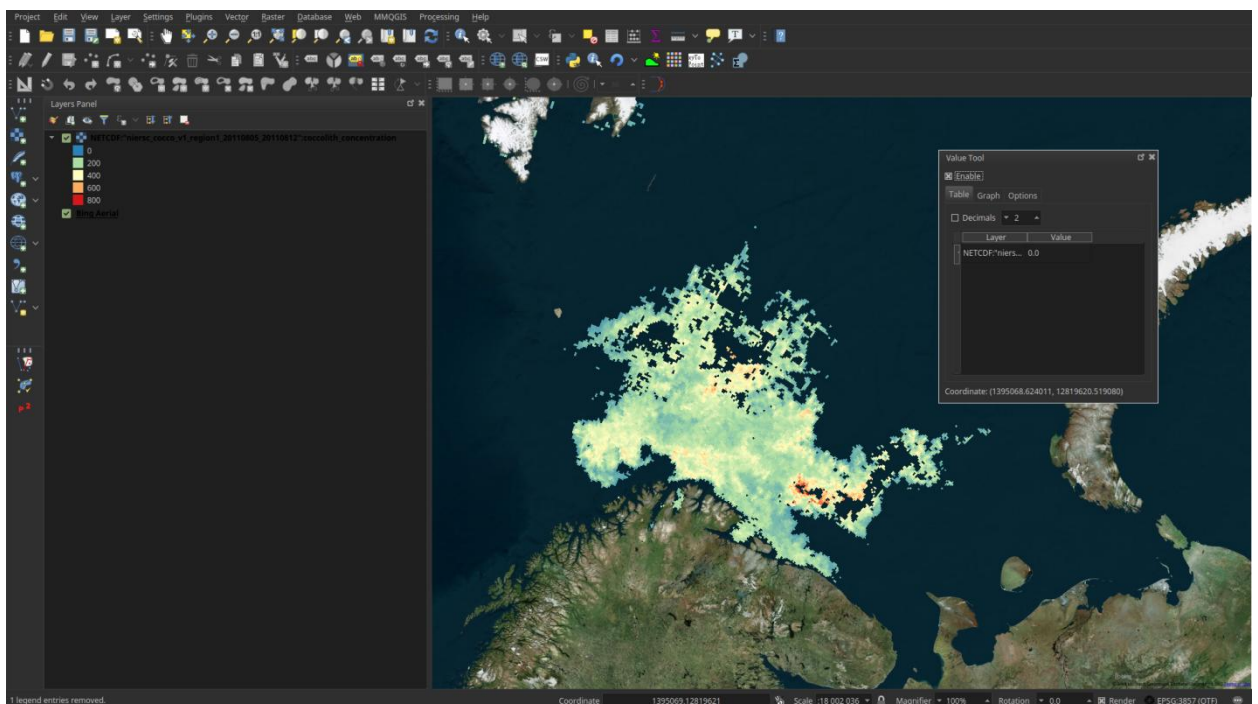 Project Edit View Layer Settings Plugins Vector Raster Database Web MMQGIS Processing Help
CSW
Layers Panel
NETCDF:"niersc_cocco_v1_region1_20110805_20110812":coccolith_concentration
0
200
400
600
800
Bing Aerial
Value Tool
Enable
Table Graph Options
Decimals 2
Layer Value
NETCDF:"niers... 0.0
Coordinate: (1395068.624011, 12819620.519080)
1 legend entries removed.
Coordinate 1395069,12819621 Scale :18 002 036 Magnifier 100% Rotation 0.0 Render EPSG:3857 (OTF)